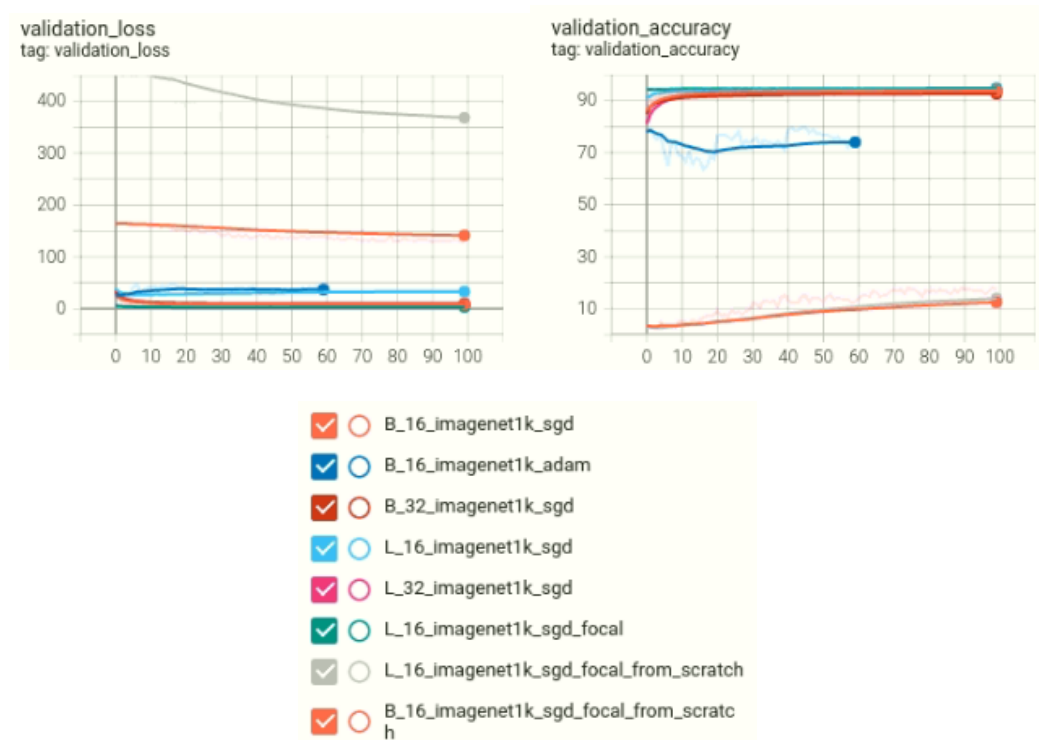 validation_loss
tag: validation_loss
400
300
200
100
0
0 10 20 30 40 50 60 70 80 90 100
validation_accuracy
tag: validation_accuracy
90
70
50
30
10
0 10 20 30 40 50 60 70 80 90 100
B_16_imagenet1k_sgd
B_16_imagenet1k_adam
B_32_imagenet1k_sgd
L_16_imagenet1k_sgd
L_32_imagenet1k_sgd
L_16_imagenet1k_sgd_focal
L_16_imagenet1k_sgd_focal_from_scratch
B_16_imagenet1k_sgd_focal_from_scratc
h